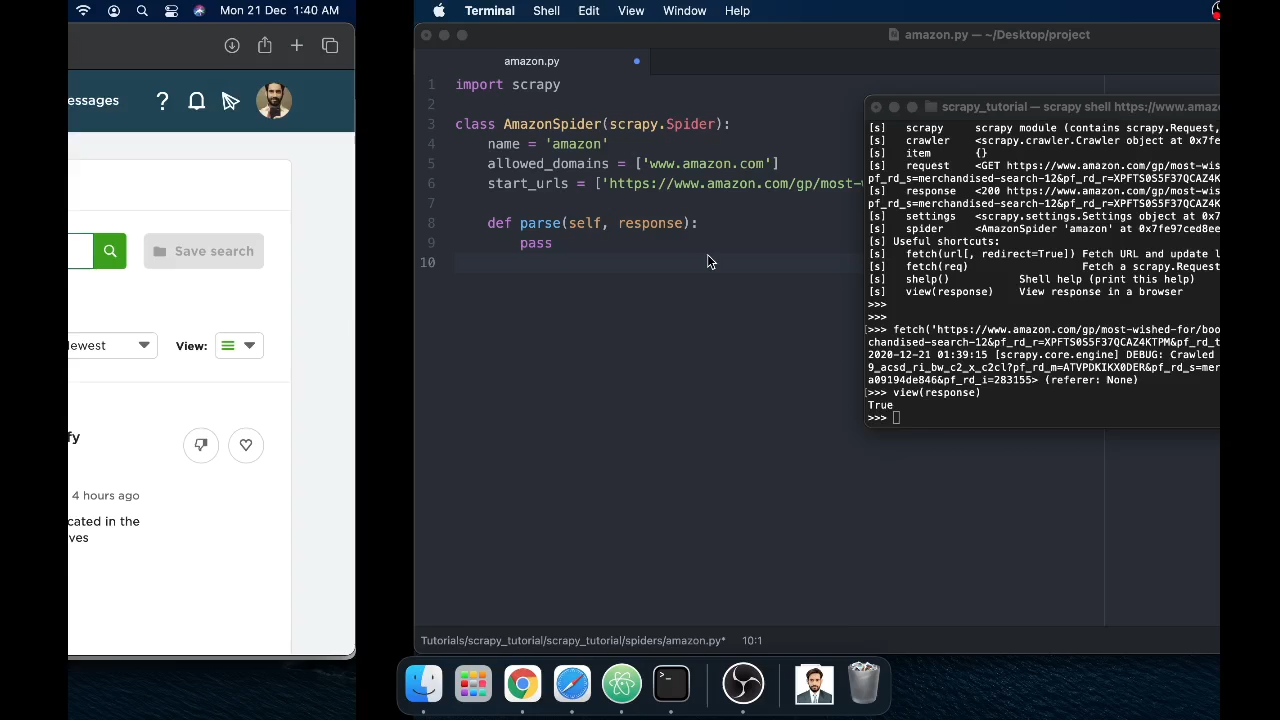 Mon 21 Dec 1:40 AM
essages
Save search
ewest
View:
fy
4 hours ago
cated in the
ves
Terminal Shell Edit View Window Help
amazon.py — ~/Desktop/project
amazon.py
1 import scrapy
2
3 class AmazonSpider(scrapy.Spider):
4 name = 'amazon'
5 allowed_domains = ['www.amazon.com']
6 start_urls = ['https://www.amazon.com/gp/most-w
7
8 def parse(self, response):
9 pass
10
Tutorials/scrapy_tutorial/scrapy_tutorial/spiders/amazon.py* 10:1
scrapy_tutorial — scrapy shell https://www.amazo
[s] scrapy scrapy module (contains scrapy.Request,
[s] crawler <scrapy.crawler.Crawler object at 0x7fe
[s] item {}
[s] request <GET https://www.amazon.com/gp/most-wis
pf_rd_s=merchandised-search-12&pf_rd_r=XPFTS0S5F37QCAZ4K
[s] response <200 https://www.amazon.com/gp/most-wis
pf_rd_s=merchandised-search-12&pf_rd_r=XPFTS0S5F37QCAZ4K
[s] settings <scrapy.settings.Settings object at 0x7
[s] spider <AmazonSpider 'amazon' at 0x7fe97ced8ee
[s] Useful shortcuts:
[s] fetch(url[, redirect=True]) Fetch URL and update l
[s] fetch(req) Fetch a scrapy.Request
[s] shelp() Shell help (print this help)
[s] view(response) View response in a browser
>>>
>>>
[>>> fetch('https://www.amazon.com/gp/most-wished-for/boo
chandised-search-12&pf_rd_r=XPFTS0S5F37QCAZ4KTPM&pf_rd_t
2020-12-21 01:39:15 [scrapy.core.engine] DEBUG: Crawled
9_acsd_ri_bw_c2_x_c2cl?pf_rd_m=ATVPDKIKX0DER&pf_rd_s=mer
a09194de846&pf_rd_i=283155> (referer: None)
[>>> view(response)
True
>>>